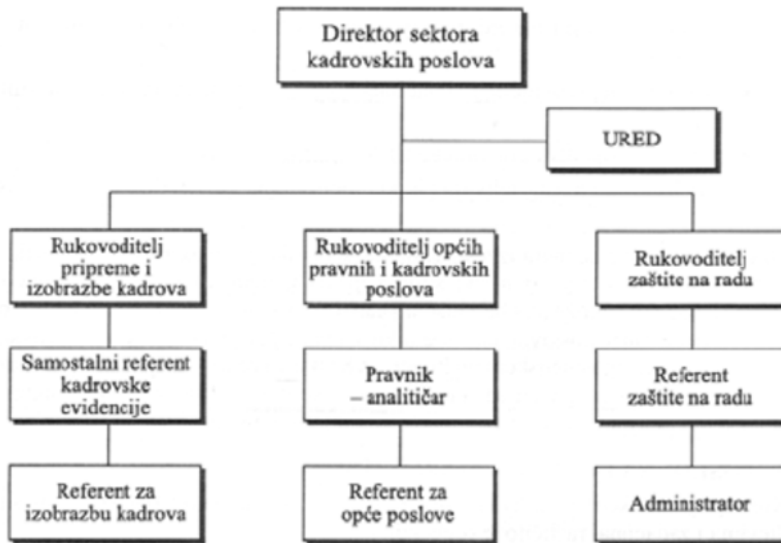 Direktor sektora
kadrovskih poslova
URED
Rukovoditelj
pripreme i
izobrazbe kadrova
Rukovoditelj općih
pravnih i kadrovskih
poslova
Rukovoditelj
zaštite na radu
Samostalni referent
kadrovske
evidencije
Pravnik
– analitičar
Referent
zaštite na radu
Referent za
izobrazbu kadrova
Referent za
opće poslove
Administrator